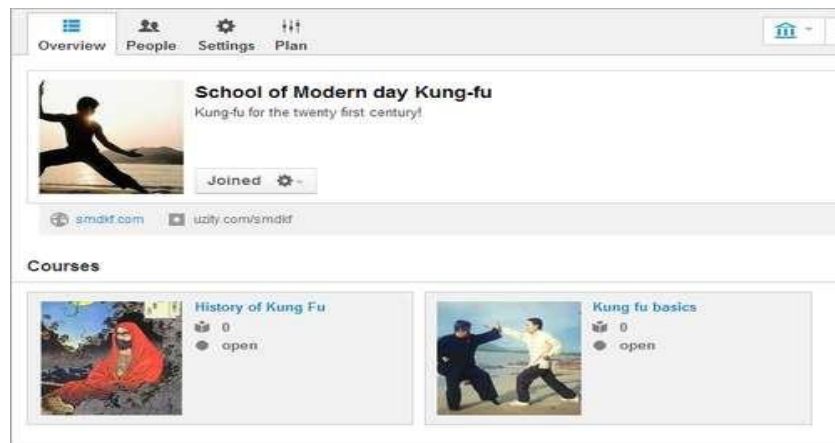 Overview People Settings Plan
School of Modern day Kung-fu
Kung-fu for the twenty first century!
Joined
smdkf.com uzity.com/smdkf
Courses
History of Kung Fu
0
open
Kung fu basics
0
open